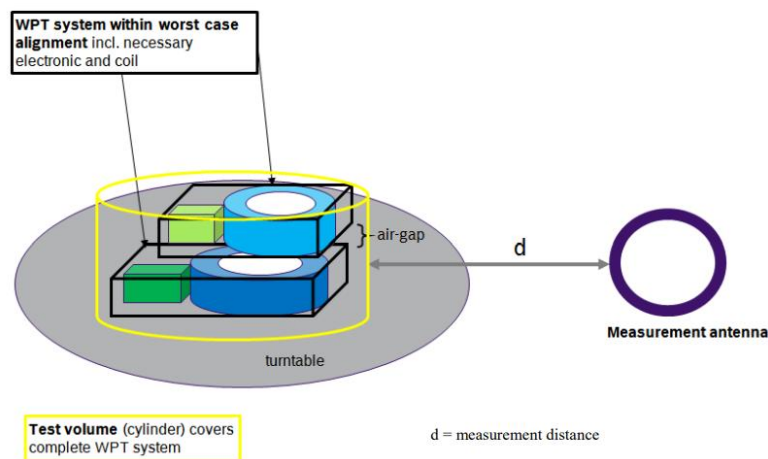 WPT system within worst case
alignment incl. necessary
electronic and coil
air-gap
d
Measurement antenna
turntable
Test volume (cylinder) covers
complete WPT system
d = measurement distance